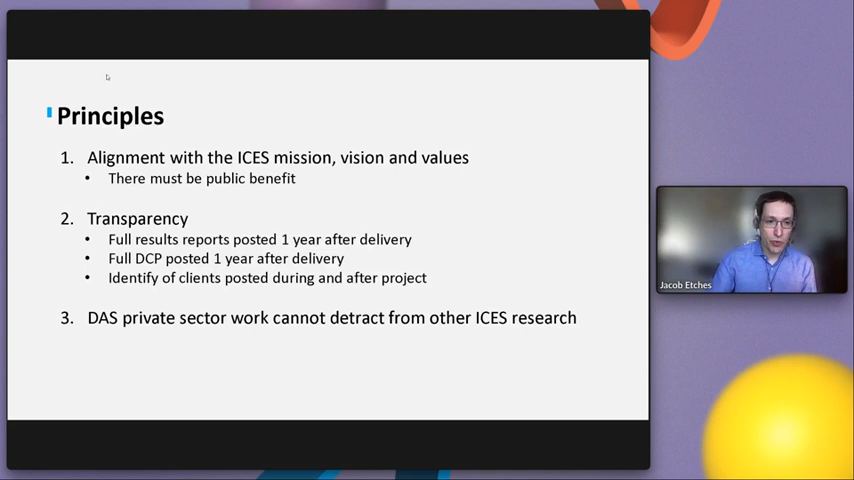 Principles
1. Alignment with the ICES mission, vision and values
• There must be public benefit
2. Transparency
• Full results reports posted 1 year after delivery
• Full DCP posted 1 year after delivery
• Identify of clients posted during and after project
3. DAS private sector work cannot detract from other ICES research
Jacob Etches